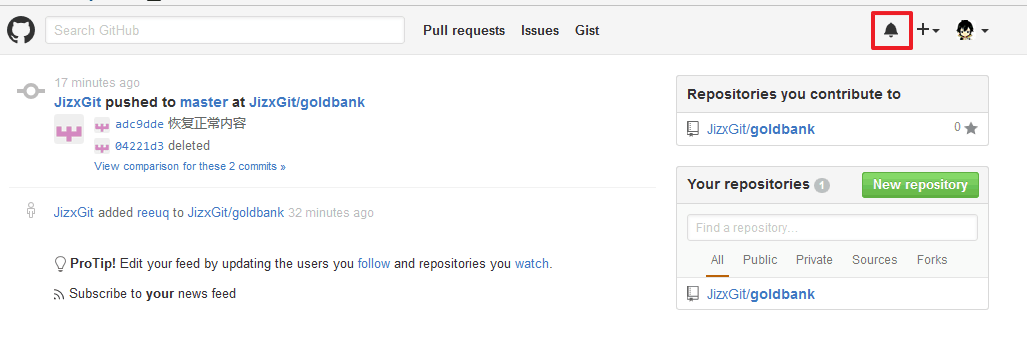 Search GitHub
Pull requests Issues Gist
17 minutes ago
JizxGit pushed to master at JizxGit/goldbank
adc9dde 恢复正常内容
04221d3 deleted
View comparison for these 2 commits »
JizxGit added reeuq to JizxGit/goldbank 32 minutes ago
ProTip! Edit your feed by updating the users you follow and repositories you watch.
Subscribe to your news feed
Repositories you contribute to
JizxGit/goldbank 0
Your repositories 1 New repository
Find a repository...
All Public Private Sources Forks
JizxGit/goldbank